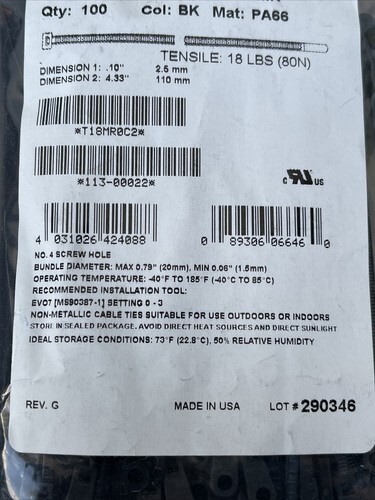 Qty: 100 Col: BK Mat: PA66
TENSILE: 18 LBS (80N)
DIMENSION 1: .10" 2.5 mm
DIMENSION 2: 4.33" 110 mm
*T18MR0C2*
*113-00022*
c RU US
4 031026 424088
0 89306 06646 0
NO. 4 SCREW HOLE
BUNDLE DIAMETER: MAX 0.79" (20mm), MIN 0.06" (1.5mm)
OPERATING TEMPERATURE: -40°F TO 185°F (-40°C TO 85°C)
RECOMMENDED INSTALLATION TOOL:
EVO7 [MS90387-1] SETTING 0 - 3
NON-METALLIC CABLE TIES SUITABLE FOR USE OUTDOORS OR INDOORS
STORE IN SEALED PACKAGE. AVOID DIRECT HEAT SOURCES AND DIRECT SUNLIGHT
IDEAL STORAGE CONDITIONS: 73°F (22.8°C), 50% RELATIVE HUMIDITY
REV. G MADE IN USA LOT # 290346